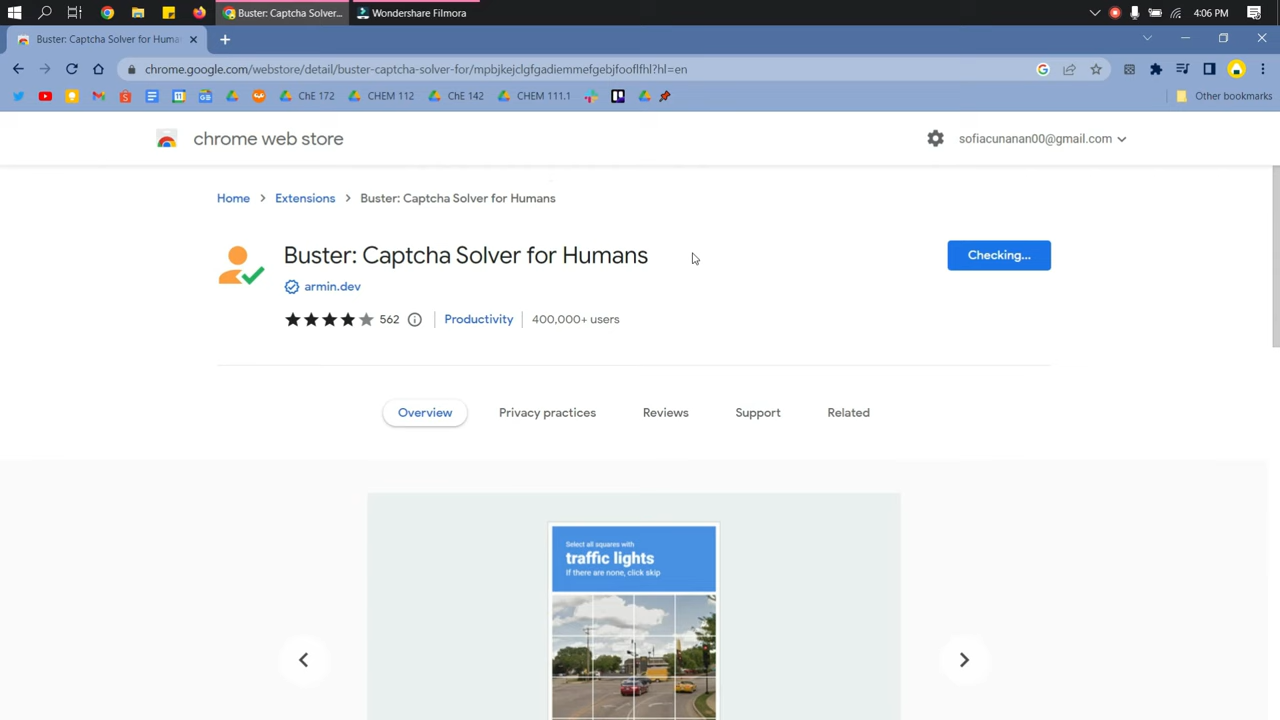 Buster: Captcha Solver...
Wondershare Filmora
4:06 PM
Buster: Captcha Solver for Huma
chrome.google.com/webstore/detail/buster-captcha-solver-for/mpbjkejclgfgadiemmefgebjfooflfhl?hl=en
ChE 172
CHEM 112
ChE 142
CHEM 111.1
Other bookmarks
chrome web store
sofiacunanan00@gmail.com
Home > Extensions > Buster: Captcha Solver for Humans
Buster: Captcha Solver for Humans
Checking...
armin.dev
562
Productivity
400,000+ users
Overview
Privacy practices
Reviews
Support
Related
Select all squares with
traffic lights
If there are none, click skip